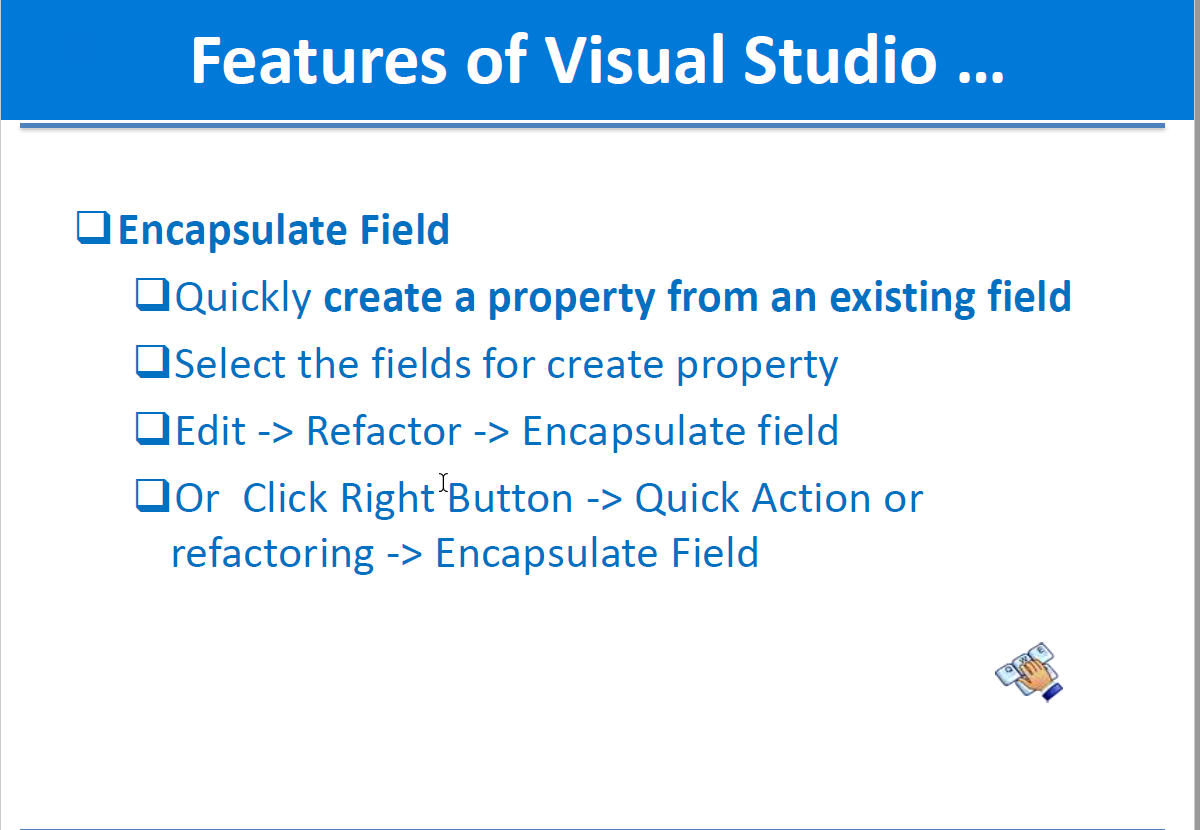 Features of Visual Studio ...
❑Encapsulate Field
❑Quickly create a property from an existing field
❑Select the fields for create property
❑Edit -> Refactor -> Encapsulate field
❑Or Click Right Button -> Quick Action or
refactoring -> Encapsulate Field
Q W E